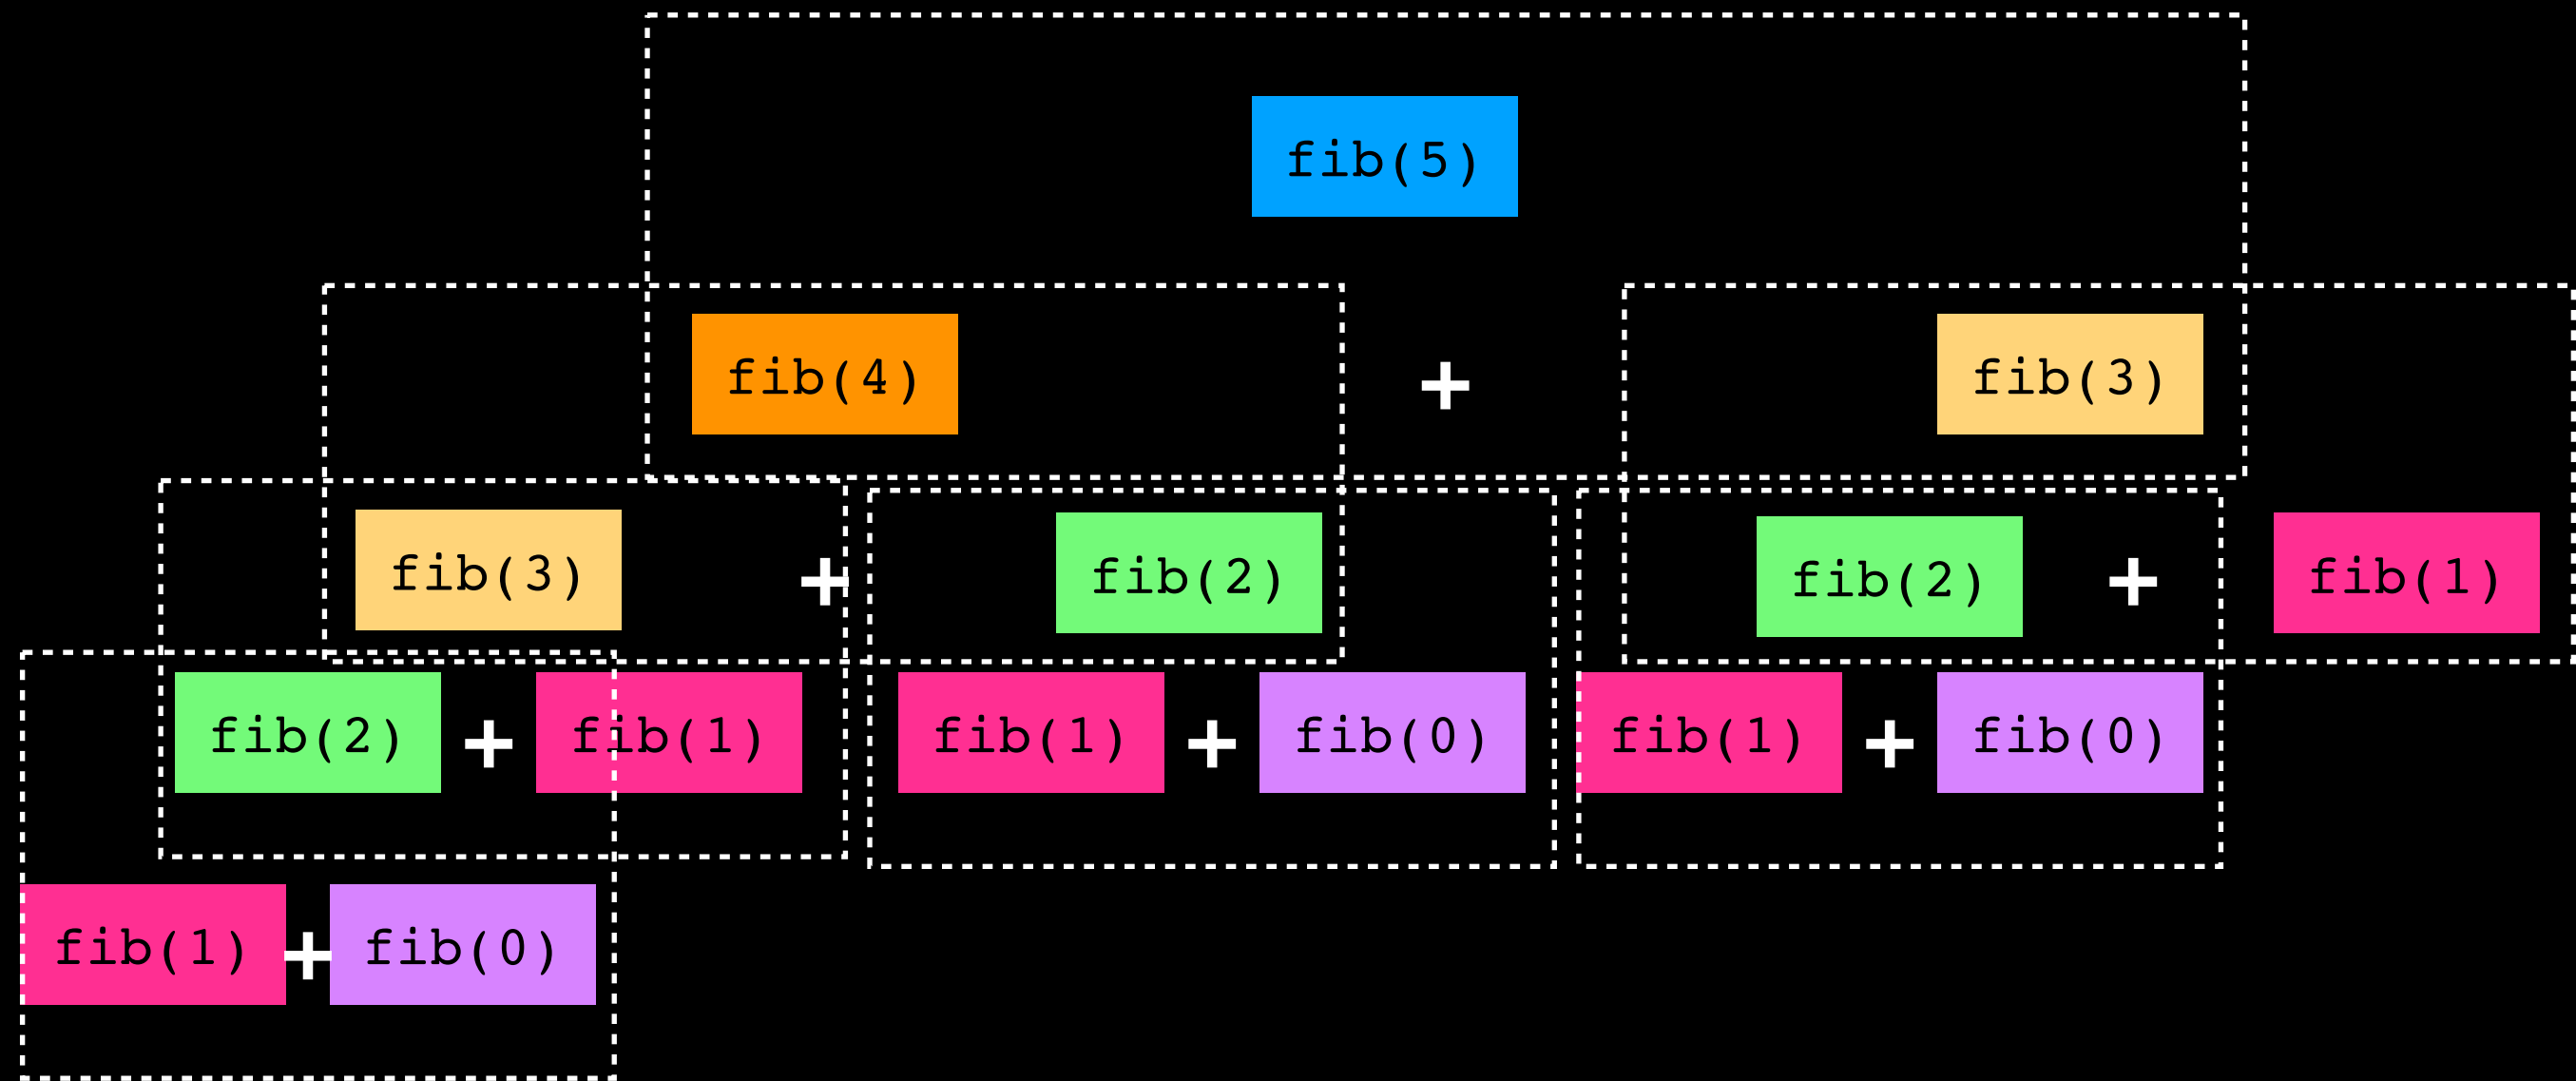 fib(5)
fib(4) + fib(3)
fib(3) + fib(2) fib(2) + fib(1)
fib(2) + fib(1) fib(1) + fib(0) fib(1) + fib(0)
fib(1) + fib(0)